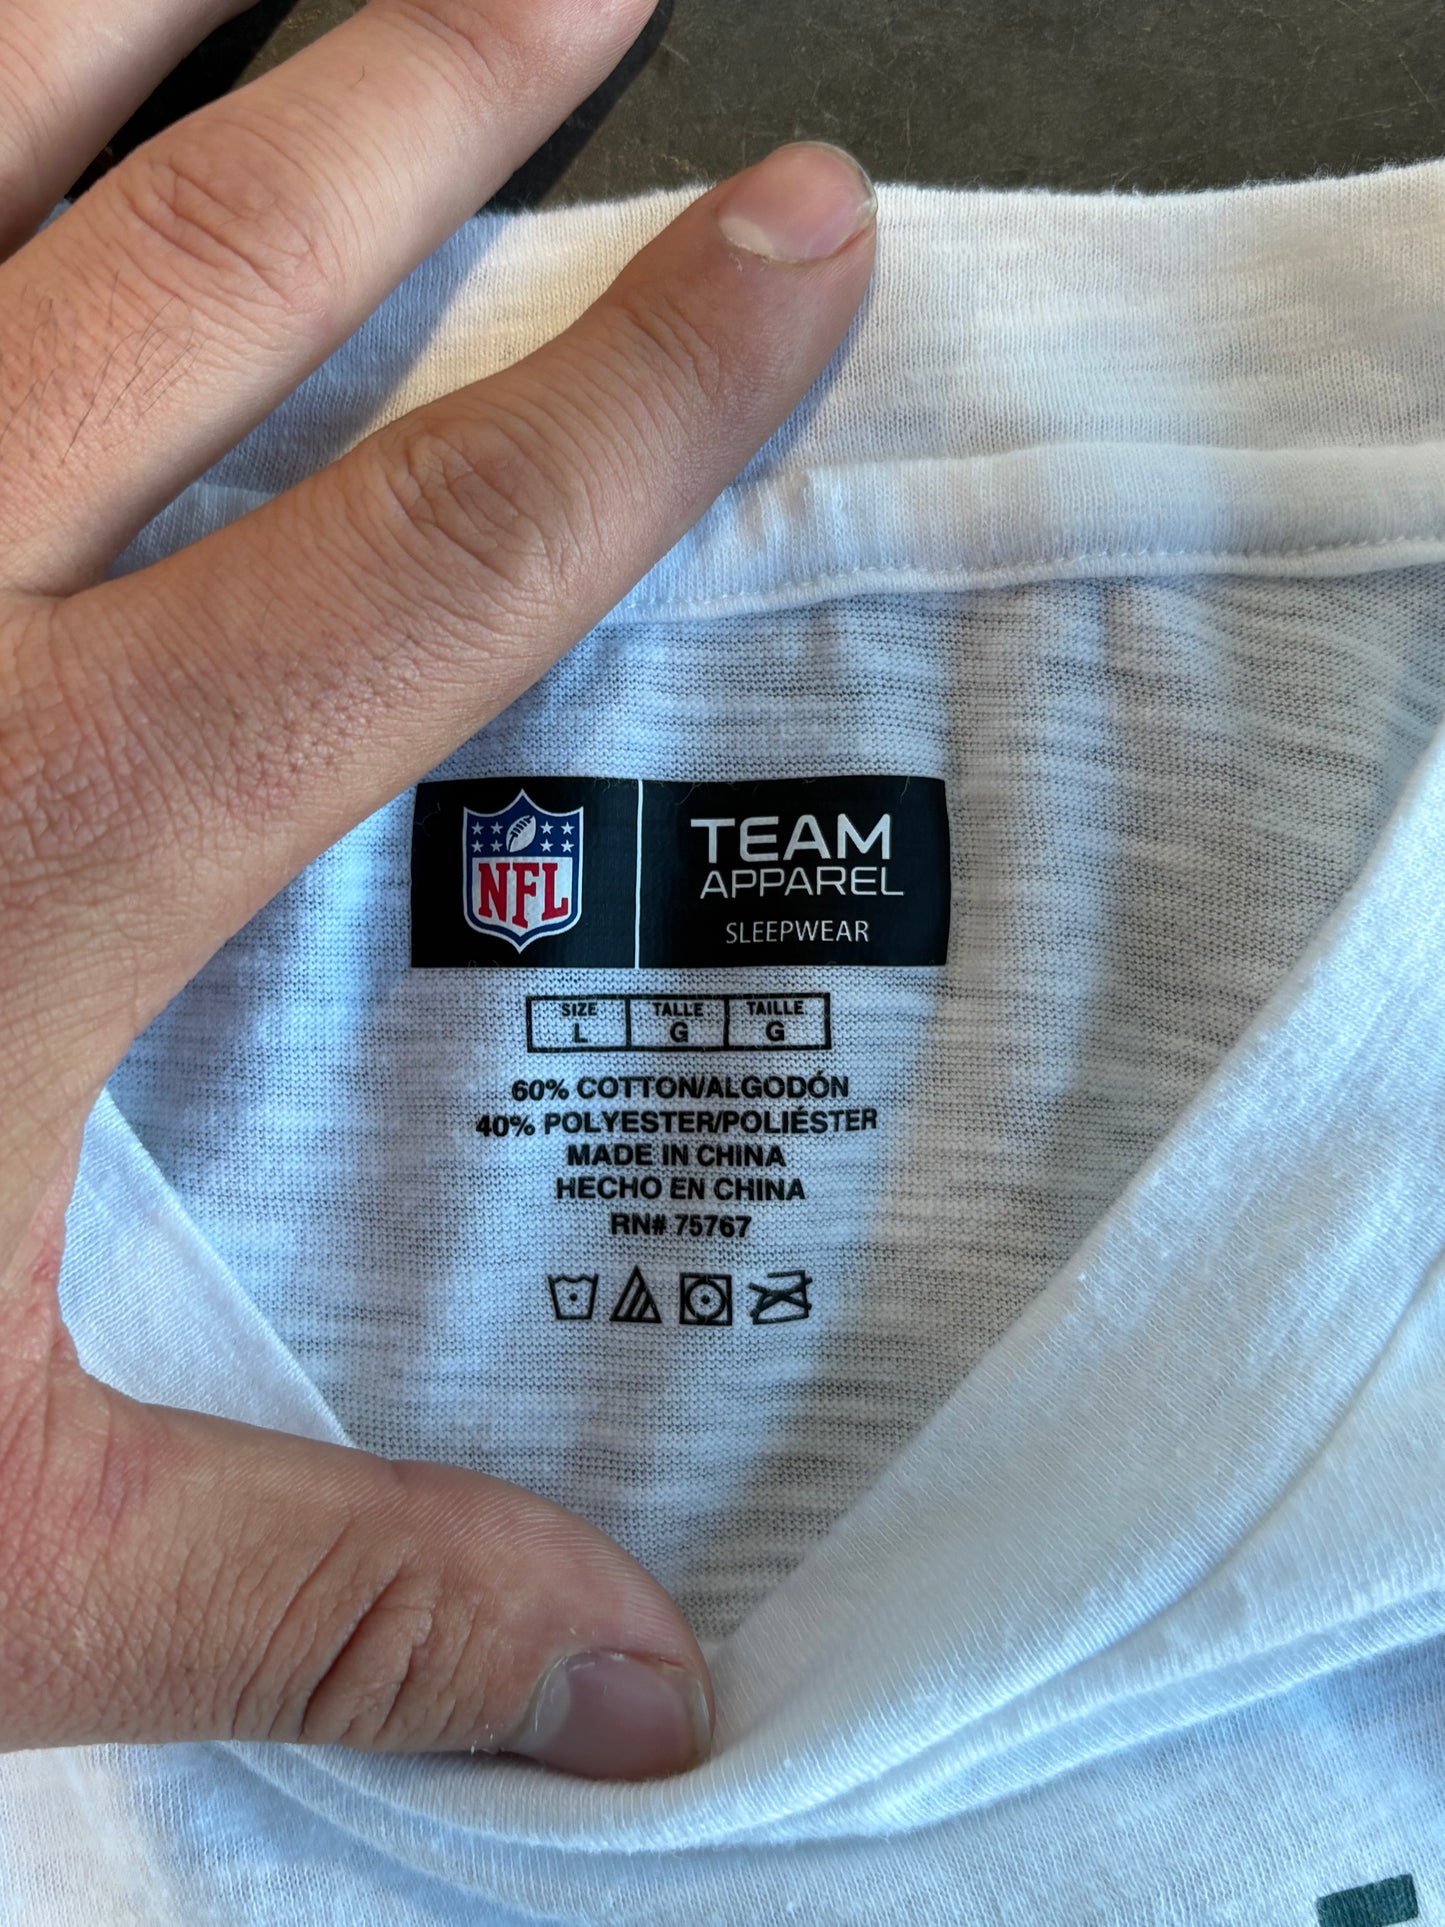 NFL
TEAM
APPAREL
SLEEPWEAR
SIZE TALLE TAILLE
L G G
60% COTTON/ALGODÓN
40% POLYESTER/POLIÉSTER
MADE IN CHINA
HECHO EN CHINA
RN# 75767